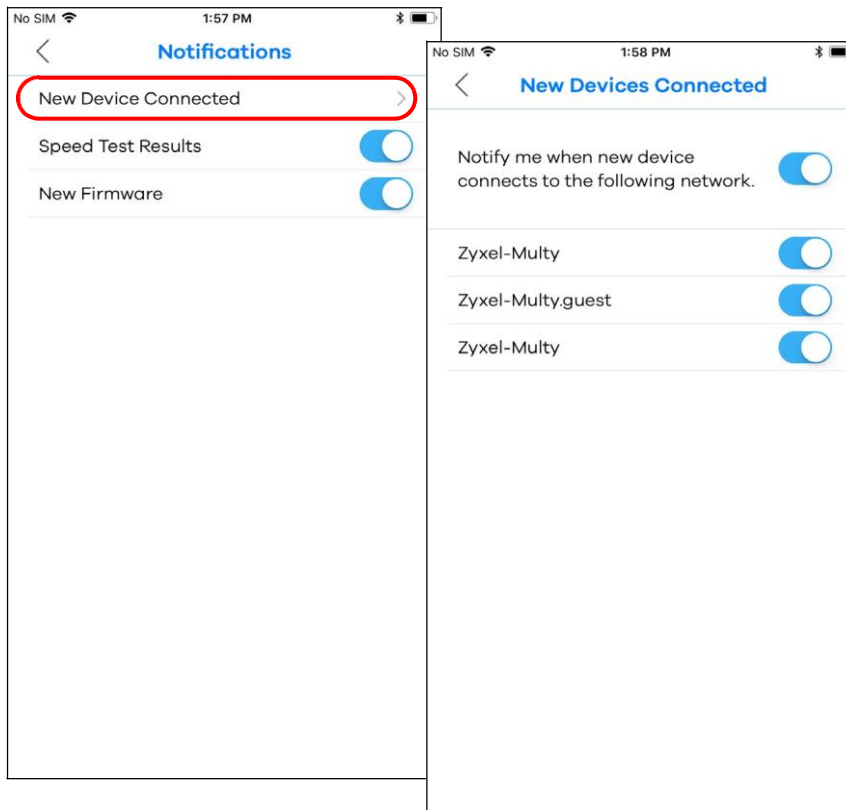 No SIM 1:57 PM
Notifications
New Device Connected
Speed Test Results
New Firmware
No SIM 1:58 PM
New Devices Connected
Notify me when new device
connects to the following network.
Zyxel-Multy
Zyxel-Multy.guest
Zyxel-Multy